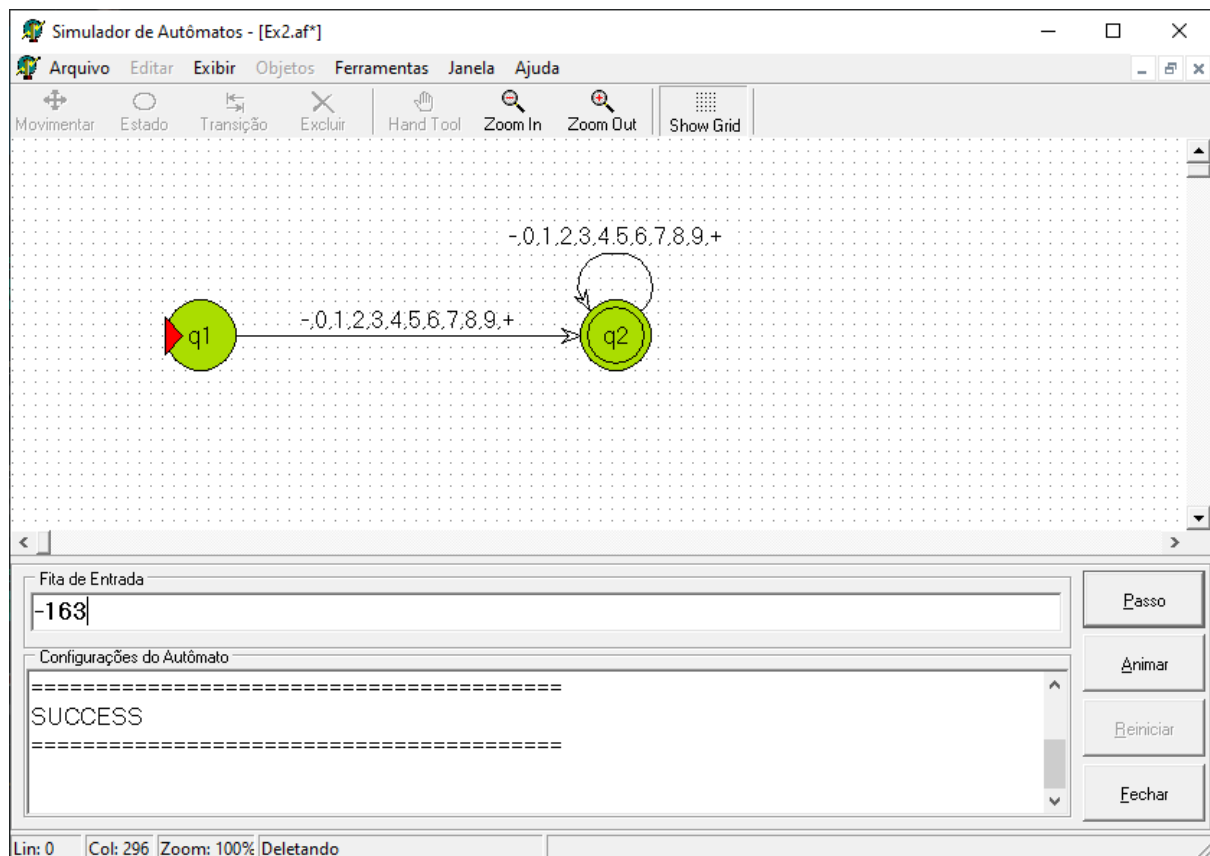 Simulador de Autômatos - [Ex2.af*]
Arquivo Editar Exibir Objetos Ferramentas Janela Ajuda
Movimentar Estado Transição Excluir Hand Tool Zoom In Zoom Out Show Grid
-,0,1,2,3,4.5,6,7,8,9,+
-,0,1,2,3,4,5,6,7,8,9,+
q1 q2
Fita de Entrada
-163
Passo
Configurações do Autômato
Animar
=========================================
SUCCESS
=========================================
Reiniciar
Fechar
Lin: 0 Col: 296 Zoom: 100% Deletando